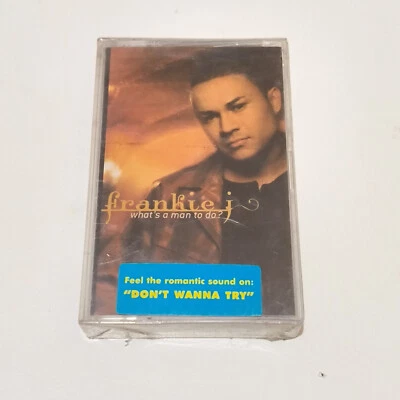 frankie j
what's a man to do?
Feel the romantic sound on:
"DON'T WANNA TRY"